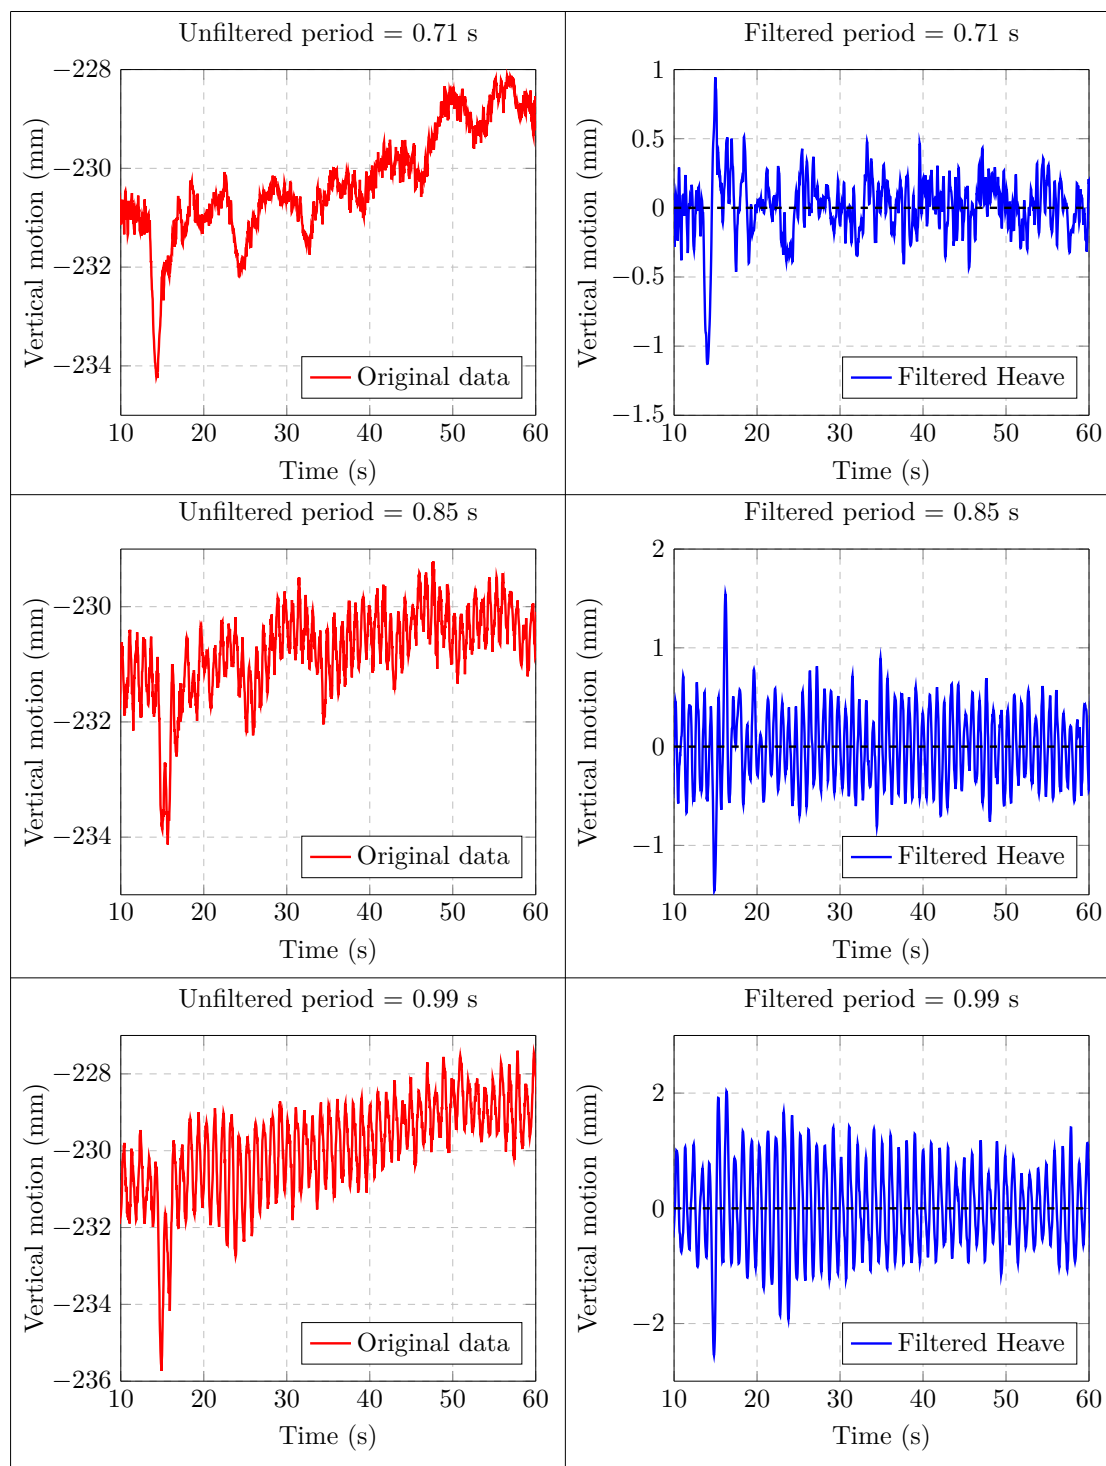 Unfiltered period = 0.71 s
−228
−230
−232
−234
10 20 30 40 50 60
Vertical motion (mm)
Time (s)
Original data
Filtered period = 0.71 s
1
0.5
0
−0.5
−1
−1.5
10 20 30 40 50 60
Vertical motion (mm)
Time (s)
Filtered Heave
Unfiltered period = 0.85 s
−230
−232
−234
10 20 30 40 50 60
Vertical motion (mm)
Time (s)
Original data
Filtered period = 0.85 s
2
1
0
−1
10 20 30 40 50 60
Vertical motion (mm)
Time (s)
Filtered Heave
Unfiltered period = 0.99 s
−228
−230
−232
−234
−236
10 20 30 40 50 60
Vertical motion (mm)
Time (s)
Original data
Filtered period = 0.99 s
2
0
−2
10 20 30 40 50 60
Vertical motion (mm)
Time (s)
Filtered Heave